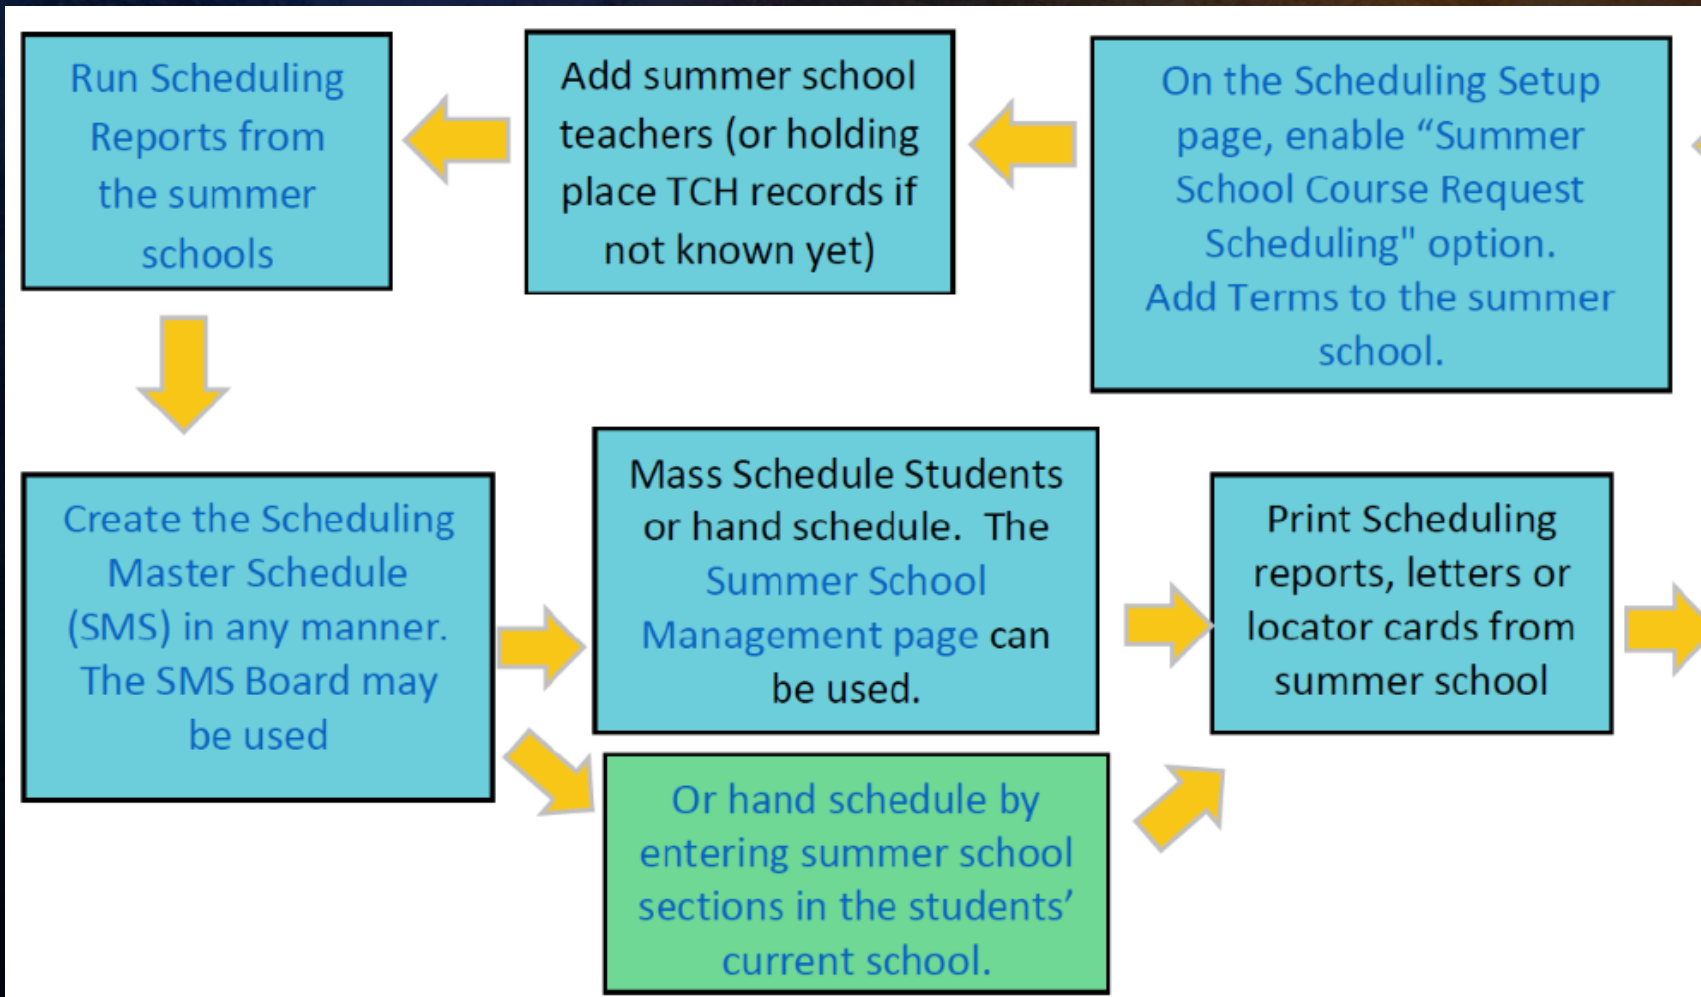 Run Scheduling
Reports from
the summer
schools
Add summer school
teachers (or holding
place TCH records if
not known yet)
On the Scheduling Setup
page, enable “Summer
School Course Request
Scheduling" option.
Add Terms to the summer
school.
Create the Scheduling
Master Schedule
(SMS) in any manner.
The SMS Board may
be used
Mass Schedule Students
or hand schedule.  The
Summer School
Management page can
be used.
Or hand schedule by
entering summer school
sections in the students’
current school.
Print Scheduling
reports, letters or
locator cards from
summer school